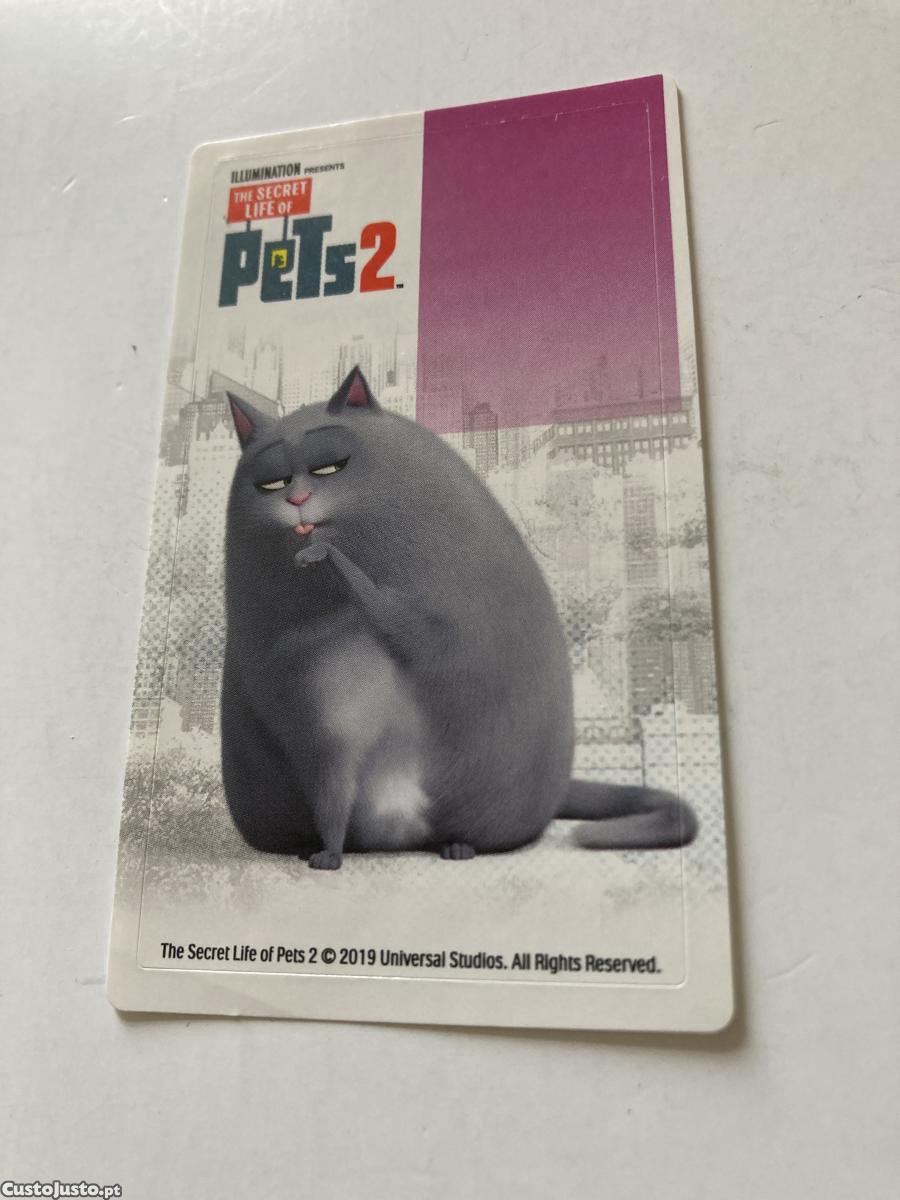 ILLUMINATION PRESENTS
THE SECRET
LIFE OF
PeTs2™
The Secret Life of Pets 2 © 2019 Universal Studios. All Rights Reserved.
CustoJusto.pt